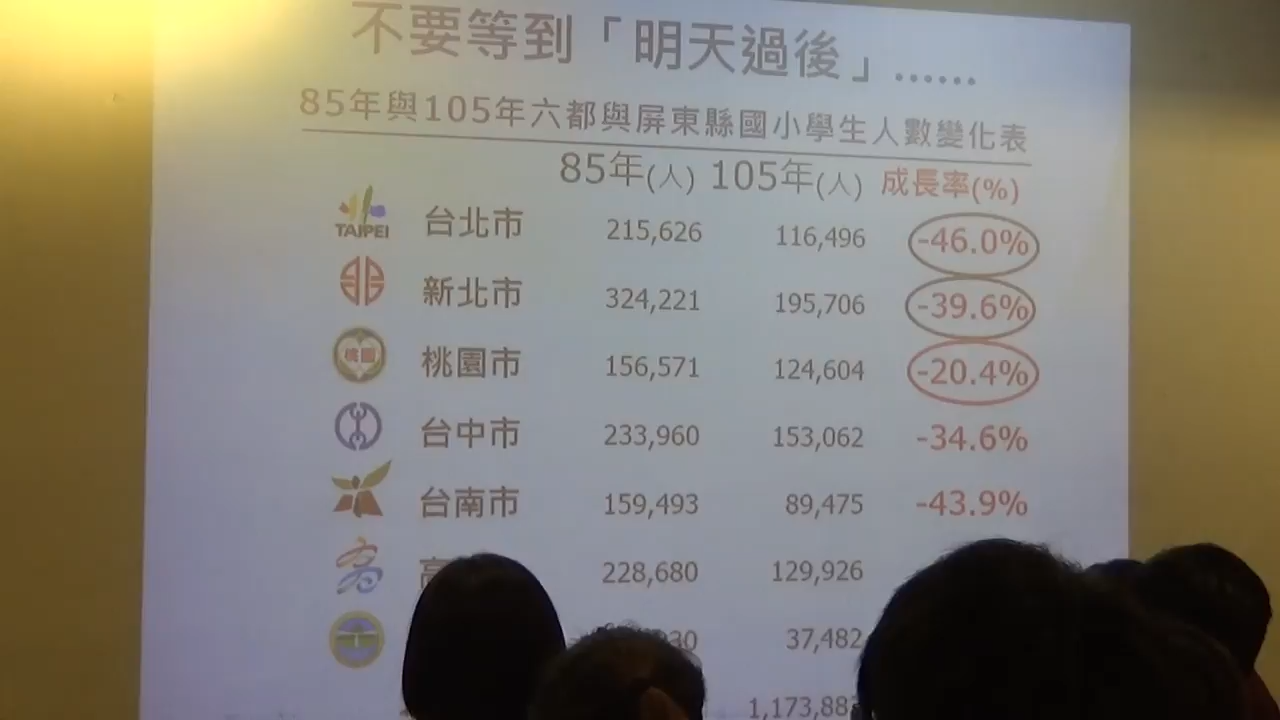 不要等到「明天過後」......
85年與105年六都與屏東縣國小學生人數變化表
85年(人) 105年(人) 成長率(%)
TAIPEI 台北市 215,626 116,496 -46.0%
新北市 324,221 195,706 -39.6%
桃園 桃園市 156,571 124,604 -20.4%
台中市 233,960 153,062 -34.6%
台南市 159,493 89,475 -43.9%
高 228,680 129,926
37,482